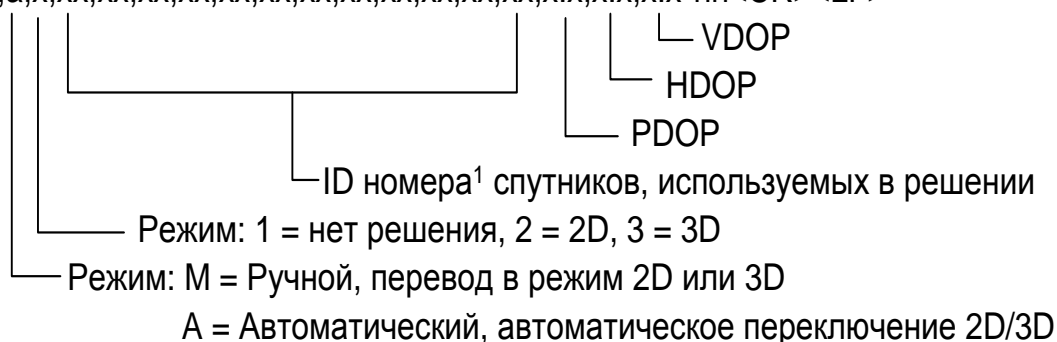 VDOP
HDOP
PDOP
ID номера¹ спутников, используемых в решении
Режим: 1 = нет решения, 2 = 2D, 3 = 3D
Режим: M = Ручной, перевод в режим 2D или 3D
A = Автоматический, автоматическое переключение 2D/3D